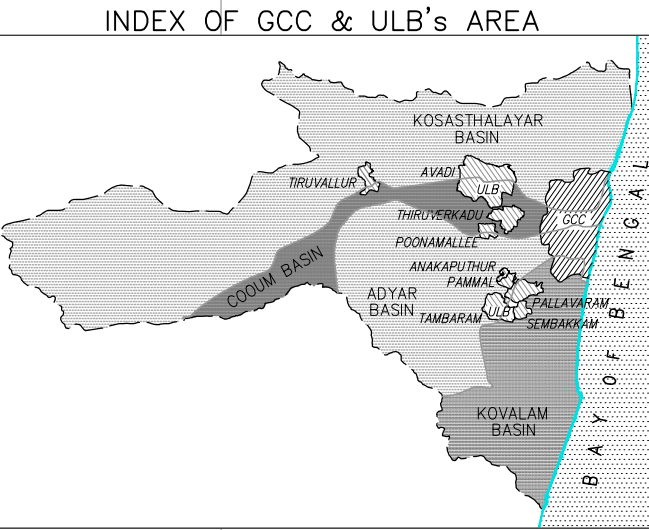 INDEX OF GCC & ULB's AREA
KOSASTHALAYAR
BASIN
AVADI
TIRUVALLUR
ULB
THIRUVERKADU
GCC
POONAMALLEE
COOUM BASIN
ANAKAPUTHUR
PAMMAL
ADYAR
BASIN
PALLAVARAM
ULB
TAMBARAM
SEMBAKKAM
KOVALAM
BASIN
BAY OF BENGAL